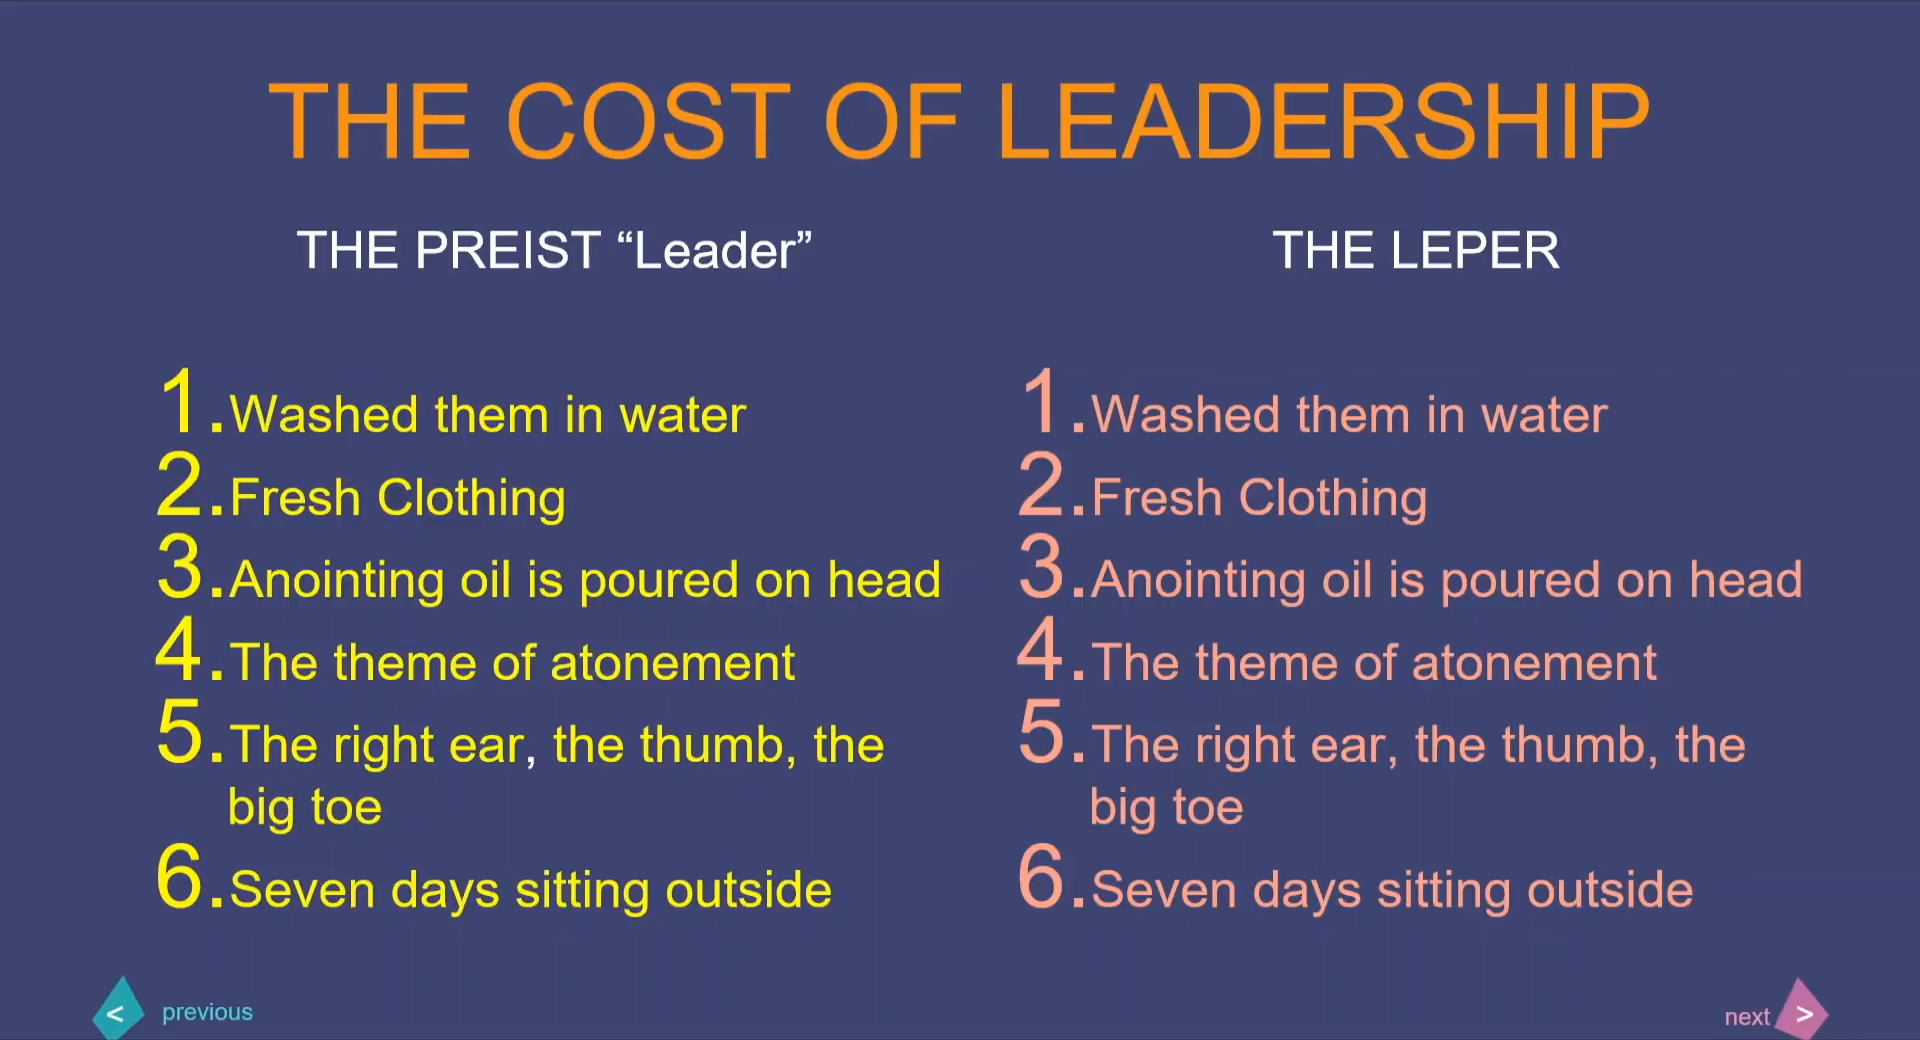 THE COST OF LEADERSHIP
THE PREIST “Leader”
1. Washed them in water
2. Fresh Clothing
3. Anointing oil is poured on head
4. The theme of atonement
5. The right ear, the thumb, the
big toe
6. Seven days sitting outside
THE LEPER
1. Washed them in water
2. Fresh Clothing
3. Anointing oil is poured on head
4. The theme of atonement
5. The right ear, the thumb, the
big toe
6. Seven days sitting outside
< previous
next >